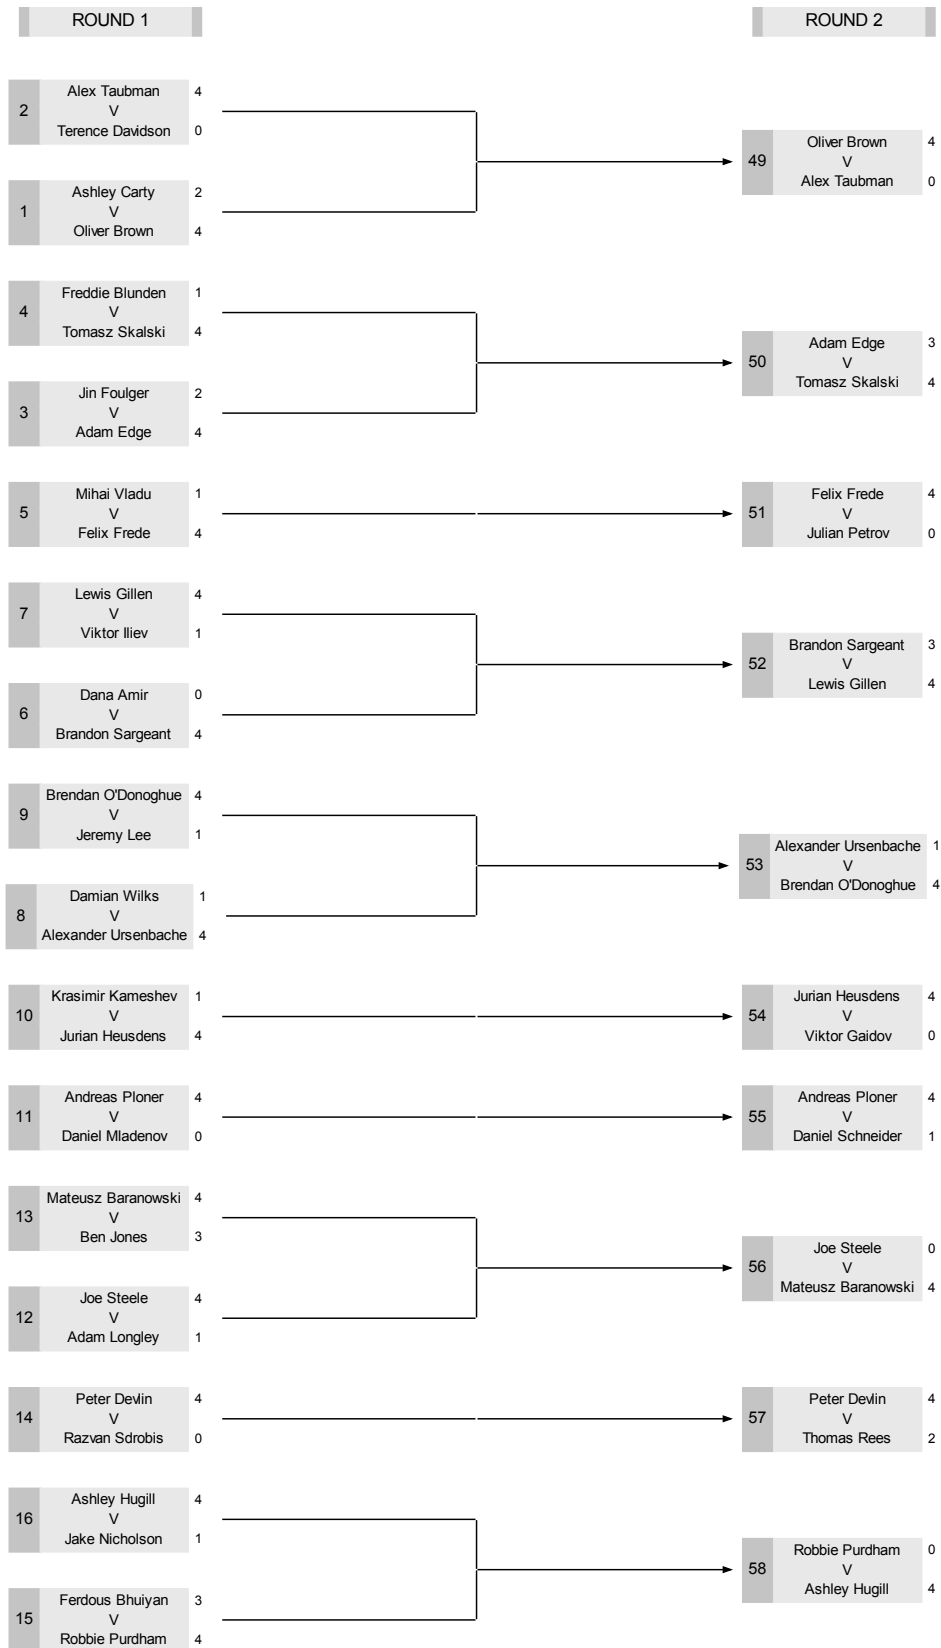 ROUND 1
ROUND 2
2
Alex Taubman 4
V
Terence Davidson 0
1
Ashley Carty 2
V
Oliver Brown 4
49
Oliver Brown 4
V
Alex Taubman 0
4
Freddie Blunden 1
V
Tomasz Skalski 4
3
Jin Foulger 2
V
Adam Edge 4
50
Adam Edge 3
V
Tomasz Skalski 4
5
Mihai Vladu 1
V
Felix Frede 4
51
Felix Frede 4
V
Julian Petrov 0
7
Lewis Gillen 4
V
Viktor Iliev 1
6
Dana Amir 0
V
Brandon Sargeant 4
52
Brandon Sargeant 3
V
Lewis Gillen 4
9
Brendan O'Donoghue 4
V
Jeremy Lee 1
8
Damian Wilks 1
V
Alexander Ursenbache 4
53
Alexander Ursenbache 1
V
Brendan O'Donoghue 4
10
Krasimir Kameshev 1
V
Jurian Heusdens 4
54
Jurian Heusdens 4
V
Viktor Gaidov 0
11
Andreas Ploner 4
V
Daniel Mladenov 0
55
Andreas Ploner 4
V
Daniel Schneider 1
13
Mateusz Baranowski 4
V
Ben Jones 3
12
Joe Steele 4
V
Adam Longley 1
56
Joe Steele 0
V
Mateusz Baranowski 4
14
Peter Devlin 4
V
Razvan Sdrobis 0
57
Peter Devlin 4
V
Thomas Rees 2
16
Ashley Hugill 4
V
Jake Nicholson 1
15
Ferdous Bhuiyan 3
V
Robbie Purdham 4
58
Robbie Purdham 0
V
Ashley Hugill 4